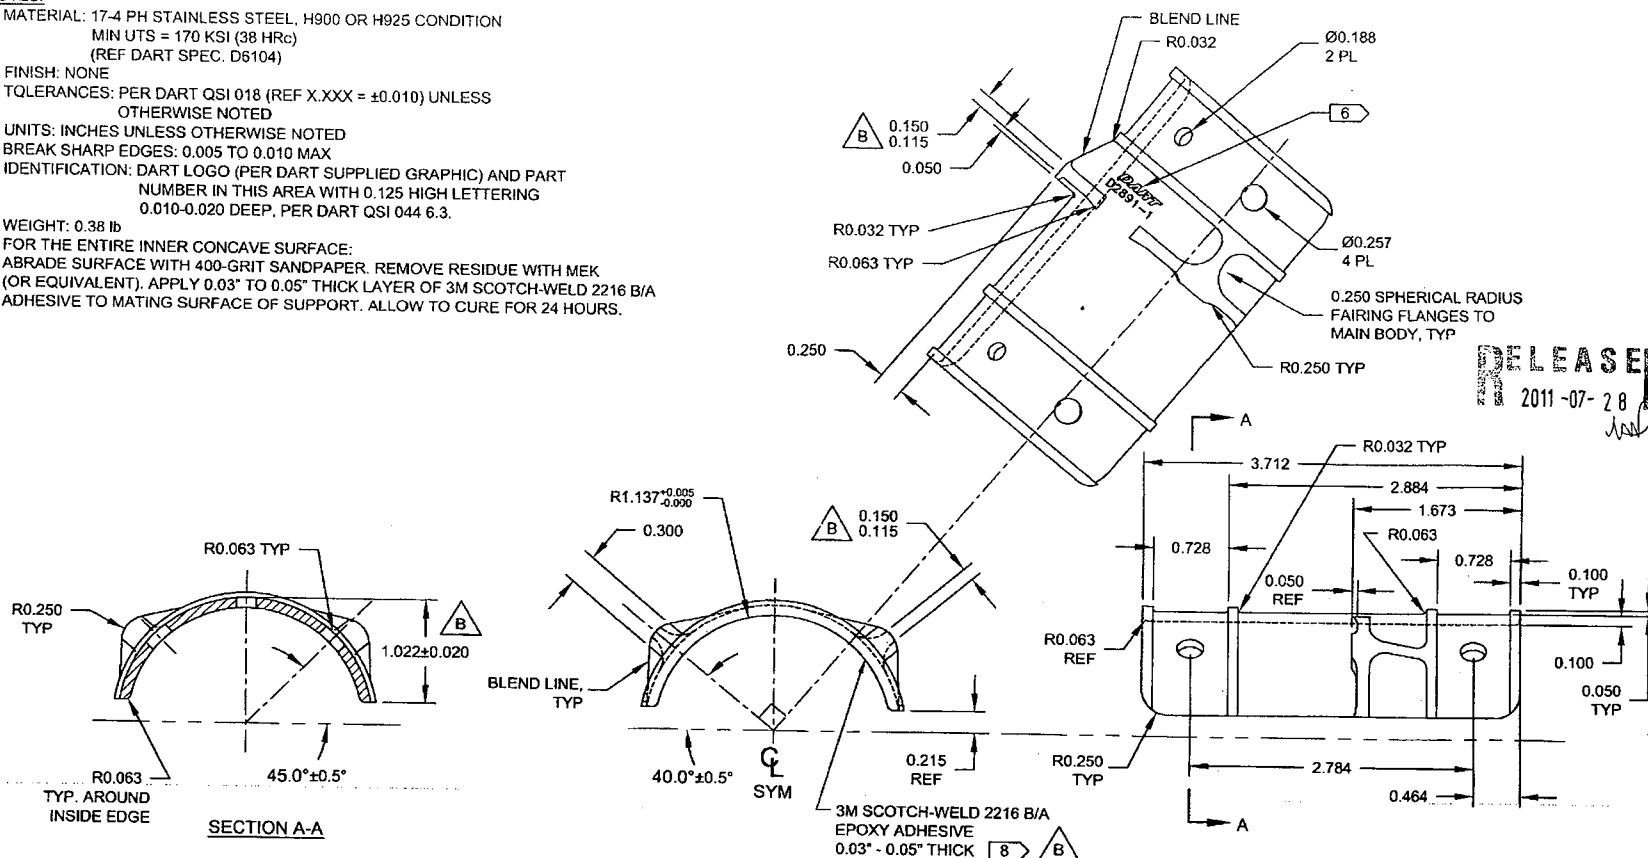 MATERIAL: 17-4 PH STAINLESS STEEL, H900 OR H925 CONDITION
MIN UTS = 170 KSI (38 HRc)
(REF DART SPEC. D6104)
FINISH: NONE
TOLERANCES: PER DART QSI 018 (REF X.XXX = ±0.010) UNLESS
OTHERWISE NOTED
UNITS: INCHES UNLESS OTHERWISE NOTED
BREAK SHARP EDGES: 0.005 TO 0.010 MAX
IDENTIFICATION: DART LOGO (PER DART SUPPLIED GRAPHIC) AND PART
NUMBER IN THIS AREA WITH 0.125 HIGH LETTERING
0.010-0.020 DEEP, PER DART QSI 044 6.3.
WEIGHT: 0.38 lb
FOR THE ENTIRE INNER CONCAVE SURFACE:
ABRADE SURFACE WITH 400-GRIT SANDPAPER. REMOVE RESIDUE WITH MEK
(OR EQUIVALENT). APPLY 0.03" TO 0.05" THICK LAYER OF 3M SCOTCH-WELD 2216 B/A
ADHESIVE TO MATING SURFACE OF SUPPORT. ALLOW TO CURE FOR 24 HOURS.
BLEND LINE
R0.032
Ø0.188
2 PL
6
B
0.150
0.115
0.050
DART
D2891-1
R0.032 TYP
R0.063 TYP
Ø0.257
4 PL
0.250 SPHERICAL RADIUS
FAIRING FLANGES TO
MAIN BODY, TYP
R0.250 TYP
0.250
RELEASE
2011-07-28
R0.063 TYP
R0.250
TYP
B
1.022±0.020
R0.063
TYP. AROUND
INSIDE EDGE
45.0°±0.5°
SECTION A-A
R1.137 +0.005
-0.000
0.300
B
0.150
0.115
BLEND LINE,
TYP
40.0°±0.5°
CL
SYM
0.215
REF
3M SCOTCH-WELD 2216 B/A
EPOXY ADHESIVE
0.03" - 0.05" THICK
8
B
A
R0.032 TYP
3.712
2.884
1.673
R0.063
0.728
0.728
0.050
REF
0.100
TYP
R0.063
REF
0.100
0.050
TYP
R0.250
TYP
2.784
0.464
A